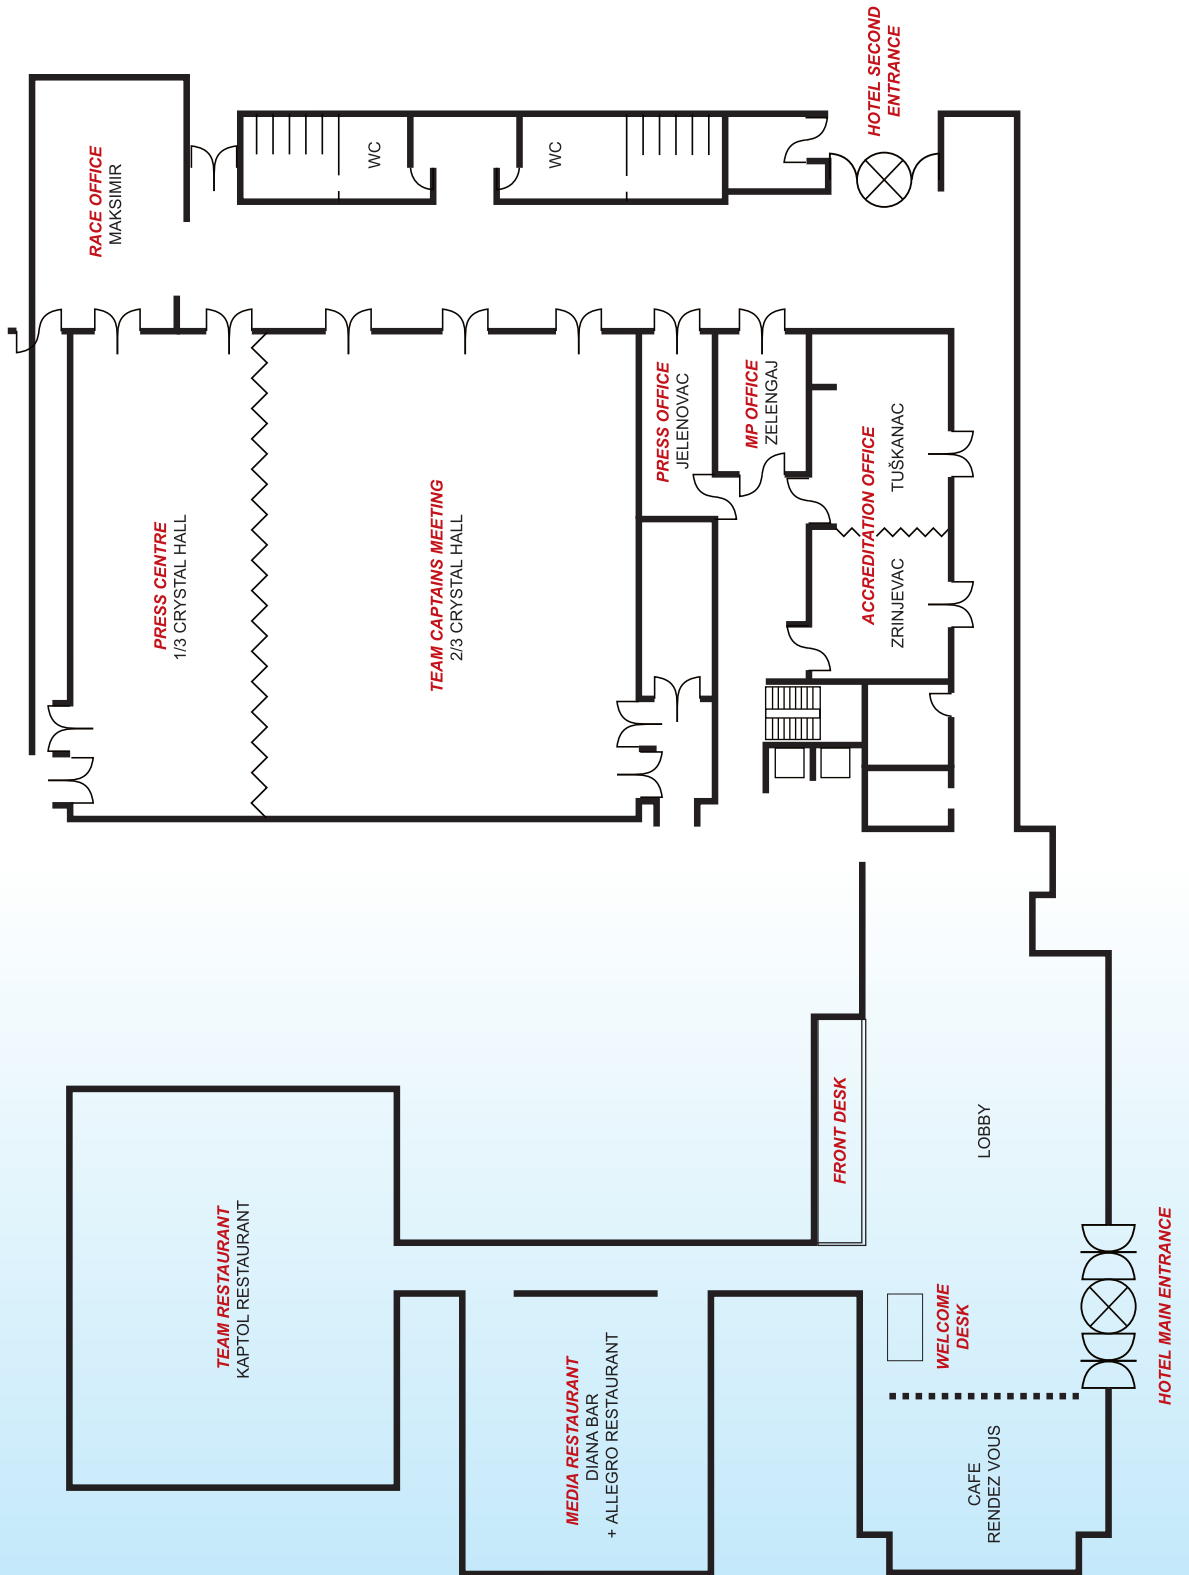 HOTEL SECOND
ENTRANCE
RACE OFFICE
MAKSIMIR
WC
WC
PRESS OFFICE
JELENOVAC
MP OFFICE
ZELENGAJ
ACCREDITATION OFFICE
TUŠKANAC
ZRINJEVAC
PRESS CENTRE
1/3 CRYSTAL HALL
TEAM CAPTAINS MEETING
2/3 CRYSTAL HALL
FRONT DESK
LOBBY
TEAM RESTAURANT
KAPTOL RESTAURANT
MEDIA RESTAURANT
DIANA BAR
+ ALLEGRO RESTAURANT
WELCOME
DESK
HOTEL MAIN ENTRANCE
CAFE
RENDEZ VOUS